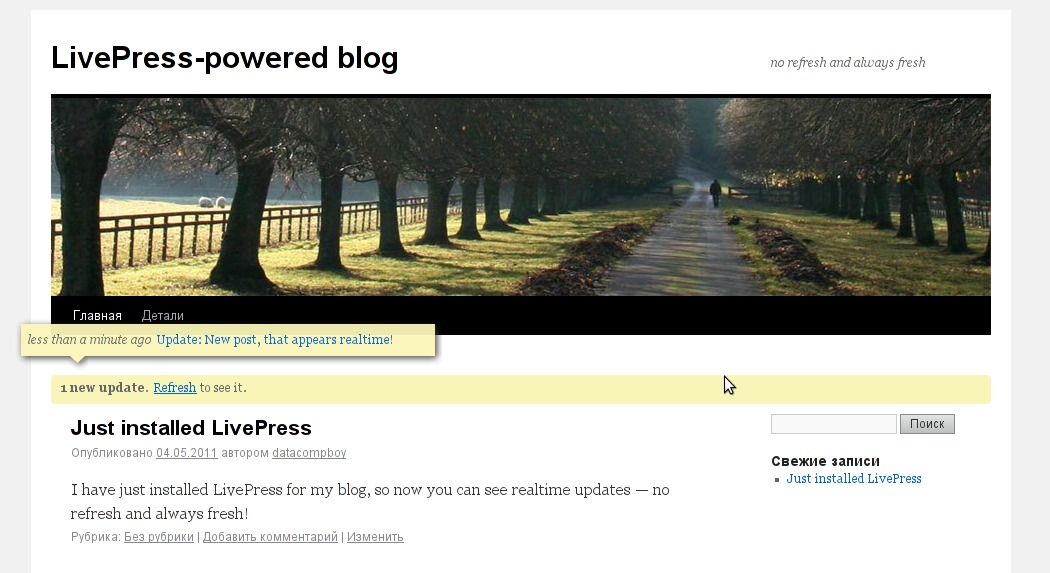 LivePress-powered blog
no refresh and always fresh
Главная Детали
less than a minute ago Update: New post, that appears realtime!
1 new update. Refresh to see it.
Just installed LivePress
Опубликовано 04.05.2011 автором datacompboy
I have just installed LivePress for my blog, so now you can see realtime updates — no
refresh and always fresh!
Рубрика: Без рубрики | Добавить комментарий | Изменить
Поиск
Свежие записи
Just installed LivePress